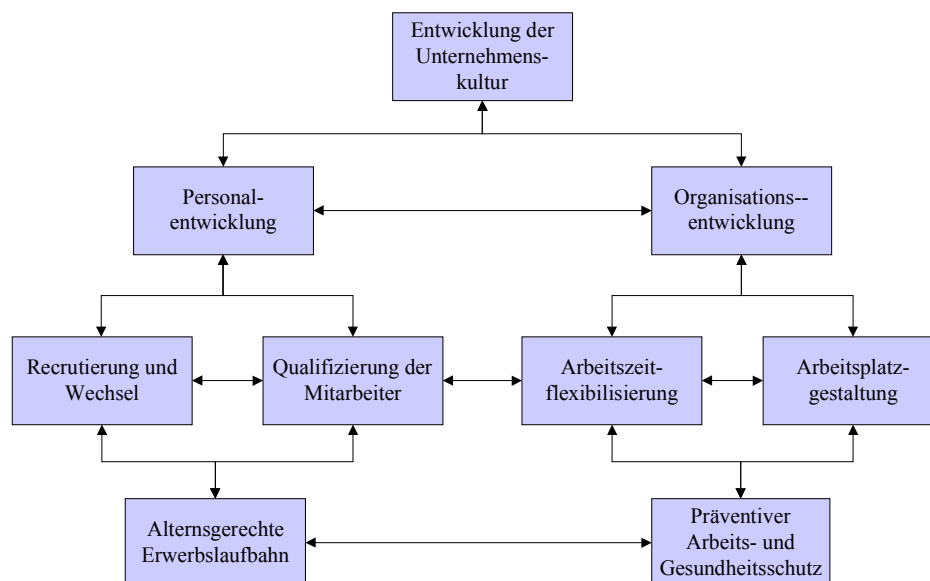 Entwicklung der
Unternehmens-
kultur
Personal-
entwicklung
Organisations--
entwicklung
Recrutierung und
Wechsel
Qualifizierung der
Mitarbeiter
Arbeitszeit-
flexibilisierung
Arbeitsplatz-
gestaltung
Alternsgerechte
Erwerbslaufbahn
Präventiver
Arbeits- und
Gesundheitsschutz